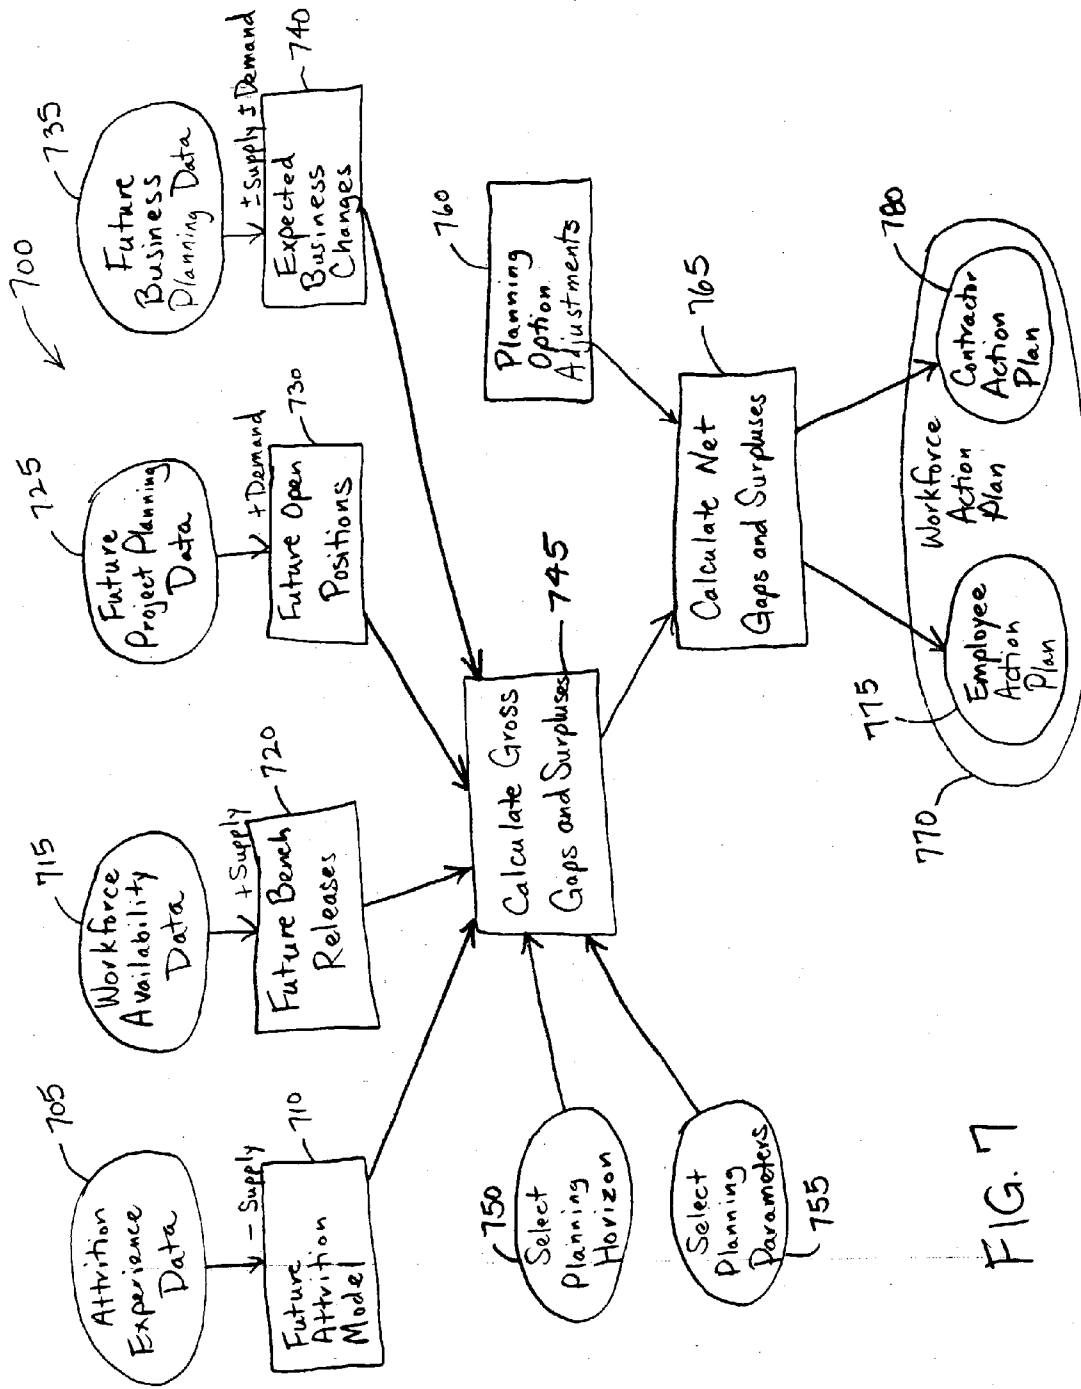 700
705
Attrition
Experience
Data
- Supply
710
Future
Attrition
Model
715
Workforce
Availability
Data
+ Supply
720
Future Bench
Releases
725
Future
Project Planning
Data
+ Demand
730
Future Open
Positions
735
Future
Business
Planning Data
± Supply ± Demand
740
Expected
Business
Changes
750
Select
Planning
Horizon
745
Calculate Gross
Gaps and Surpluses
760
Planning
Option
Adjustments
Select
Planning
Parameters
755
765
Calculate Net
Gaps and Surpluses
770
775
Employee
Action
Plan
Workforce
Action
Plan
780
Contractor
Action
Plan
FIG. 7